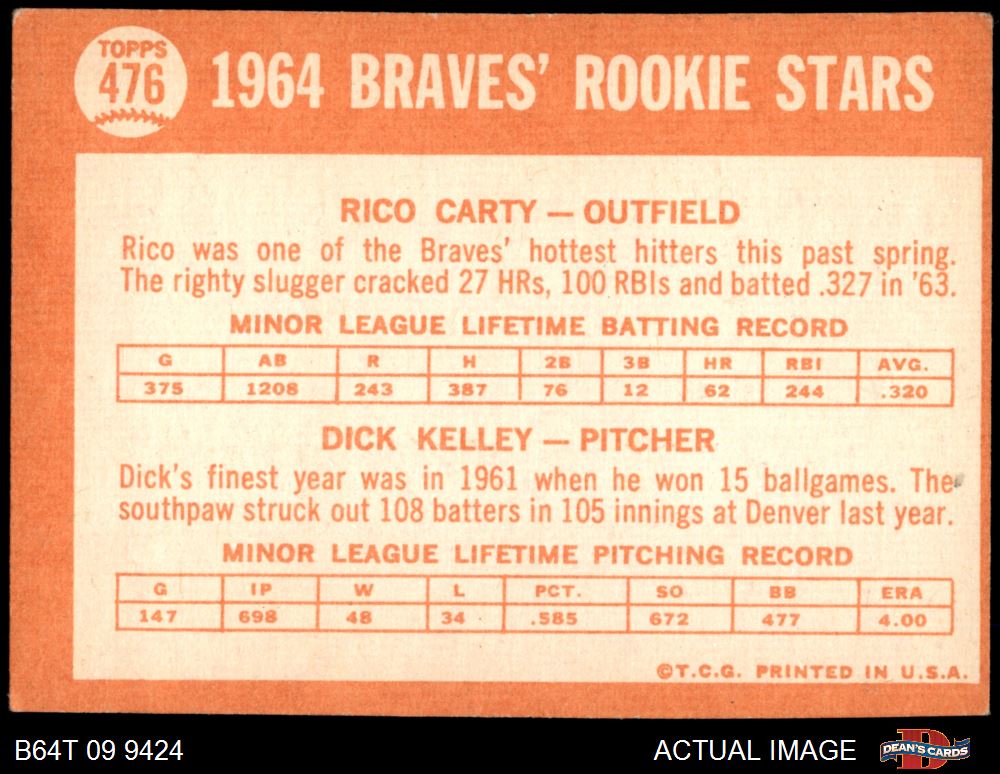 TOPPS
476
1964 BRAVES' ROOKIE STARS
RICO CARTY — OUTFIELD
Rico was one of the Braves' hottest hitters this past spring.
The righty slugger cracked 27 HRs, 100 RBIs and batted .327 in '63.
MINOR LEAGUE LIFETIME BATTING RECORD
G AB R H 2B 3B HR RBI AVG.
375 1208 243 387 76 12 62 244 .320
DICK KELLEY — PITCHER
Dick's finest year was in 1961 when he won 15 ballgames. The
southpaw struck out 108 batters in 105 innings at Denver last year.
MINOR LEAGUE LIFETIME PITCHING RECORD
G IP W L PCT. SO BB ERA
147 698 48 34 .585 672 477 4.00
©T.C.G. PRINTED IN U.S.A.
B64T 09 9424
ACTUAL IMAGE
DEAN'S CARDS